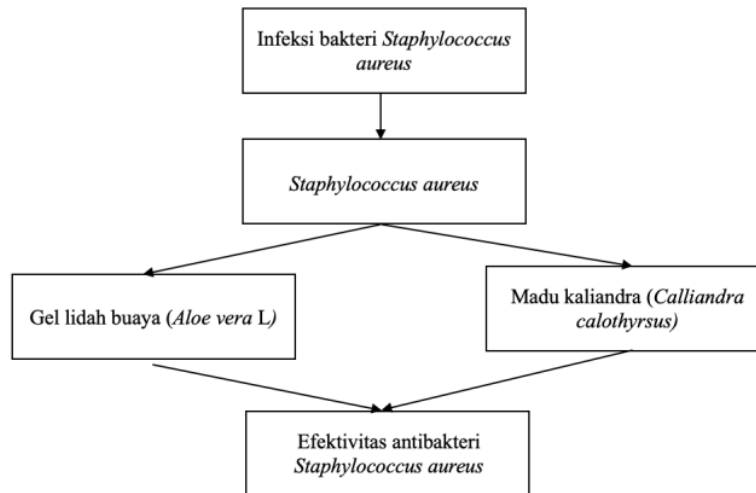 Infeksi bakteri Staphylococcus
aureus
Staphylococcus aureus
Gel lidah buaya (Aloe vera L)
Madu kaliandra (Calliandra
calothyrsus)
Efektivitas antibakteri
Staphylococcus aureus